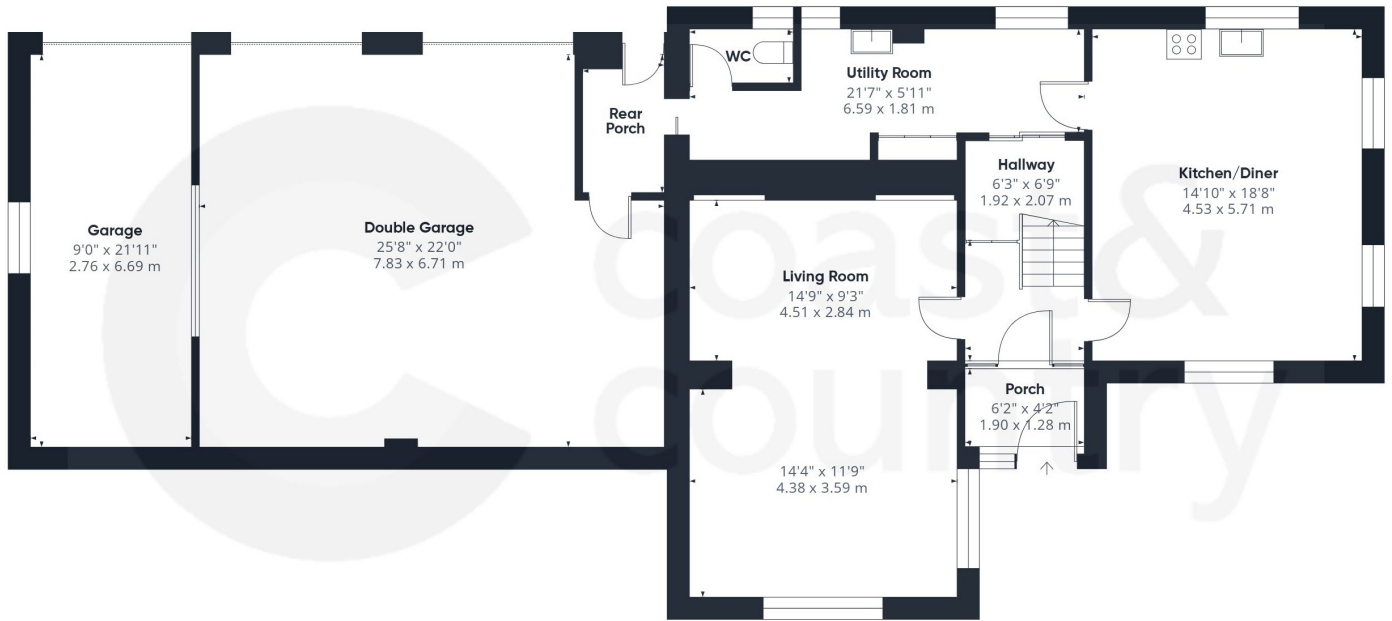 WC
Utility Room
21'7" x 5'11"
6.59 x 1.81 m
Rear
Porch
Hallway
6'3" x 6'9"
1.92 x 2.07 m
Kitchen/Diner
14'10" x 18'8"
4.53 x 5.71 m
Garage
9'0" x 21'11"
2.76 x 6.69 m
Double Garage
25'8" x 22'0"
7.83 x 6.71 m
Living Room
14'9" x 9'3"
4.51 x 2.84 m
Porch
6'2" x 4'2"
1.90 x 1.28 m
14'4" x 11'9"
4.38 x 3.59 m
coast &
country